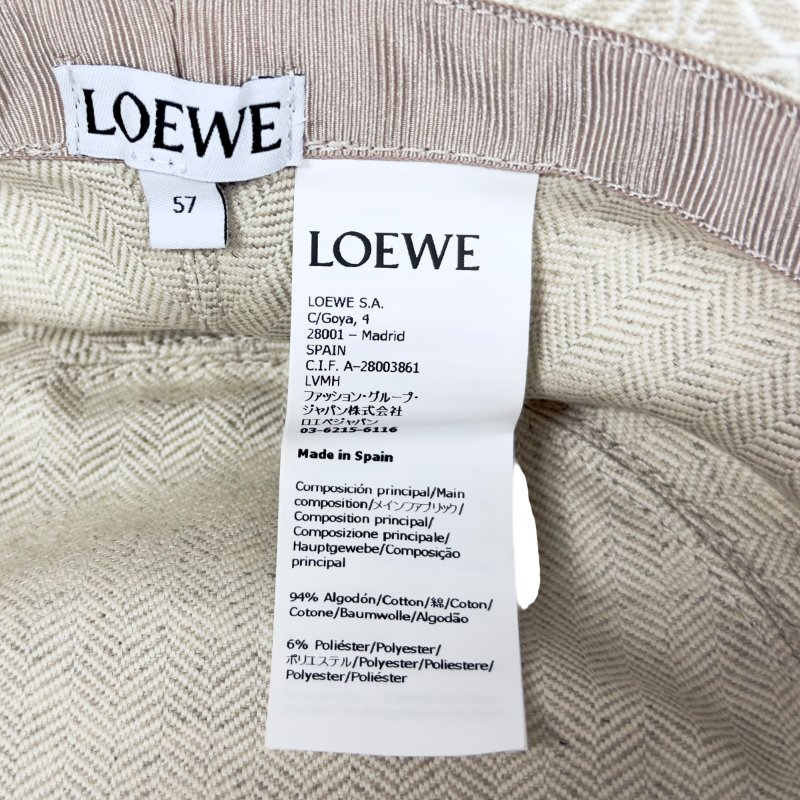 LOEWE
57
LOEWE
LOEWE S.A.
C/Goya, 4
28001 – Madrid
SPAIN
C.I.F. A-28003861
LVMH
ファッション・グループ・
ジャパン株式会社
ロエベジャパン
03-6215-6116
Made in Spain
Composición principal/Main
composition/メインファブリック/
Composition principal/
Composizione principale/
Hauptgewebe/Composição
principal
94% Algodón/Cotton/綿/Coton/
Cotone/Baumwolle/Algodão
6% Poliéster/Polyester/
ポリエステル/Polyester/Poliestere/
Polyester/Poliéster